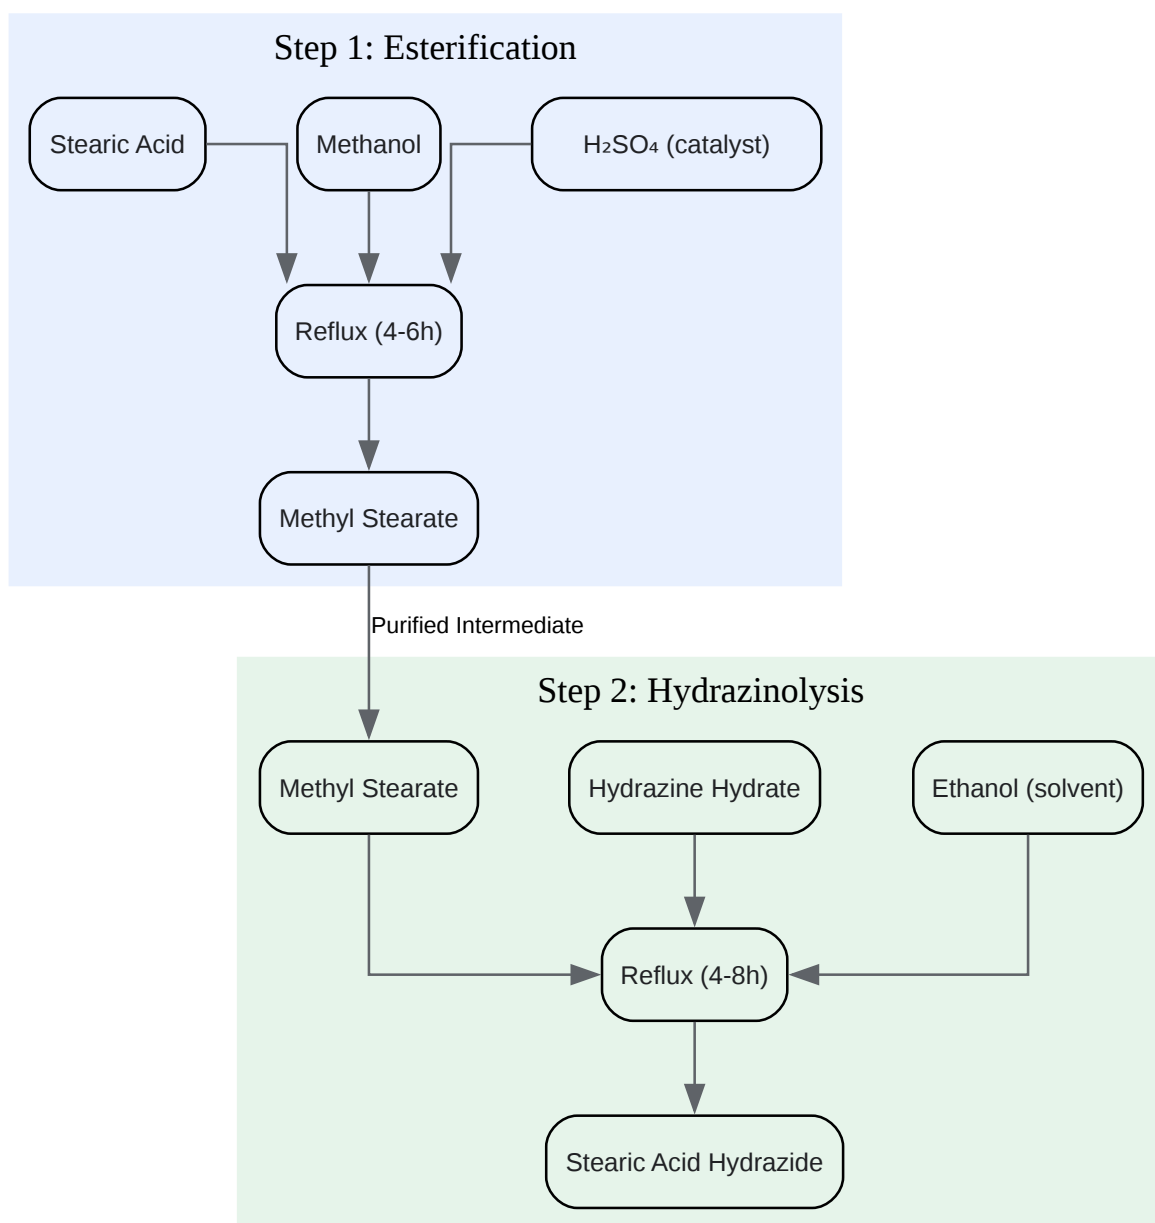 Step 1: Esterification
Stearic Acid
Methanol
H₂SO₄ (catalyst)
Reflux (4-6h)
Methyl Stearate
Purified Intermediate
Step 2: Hydrazinolysis
Methyl Stearate
Hydrazine Hydrate
Ethanol (solvent)
Reflux (4-8h)
Stearic Acid Hydrazide